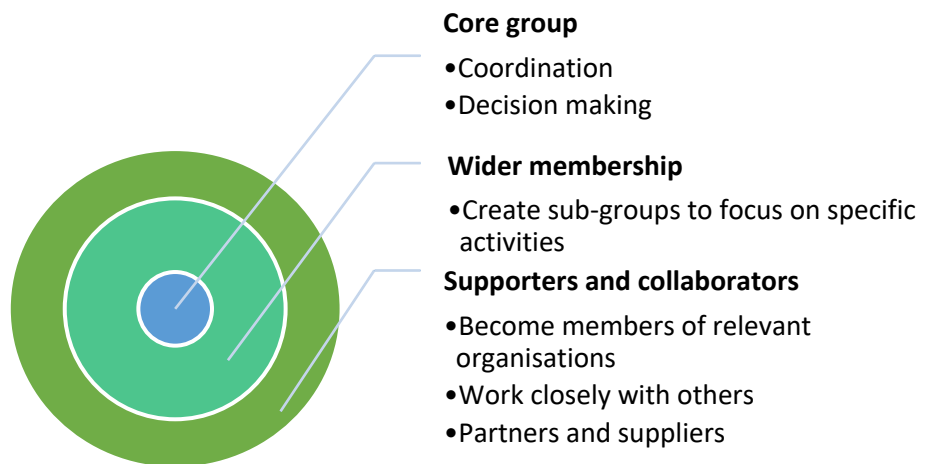 Core group
•Coordination
•Decision making
Wider membership
•Create sub-groups to focus on specific
activities
Supporters and collaborators
•Become members of relevant
organisations
•Work closely with others
•Partners and suppliers